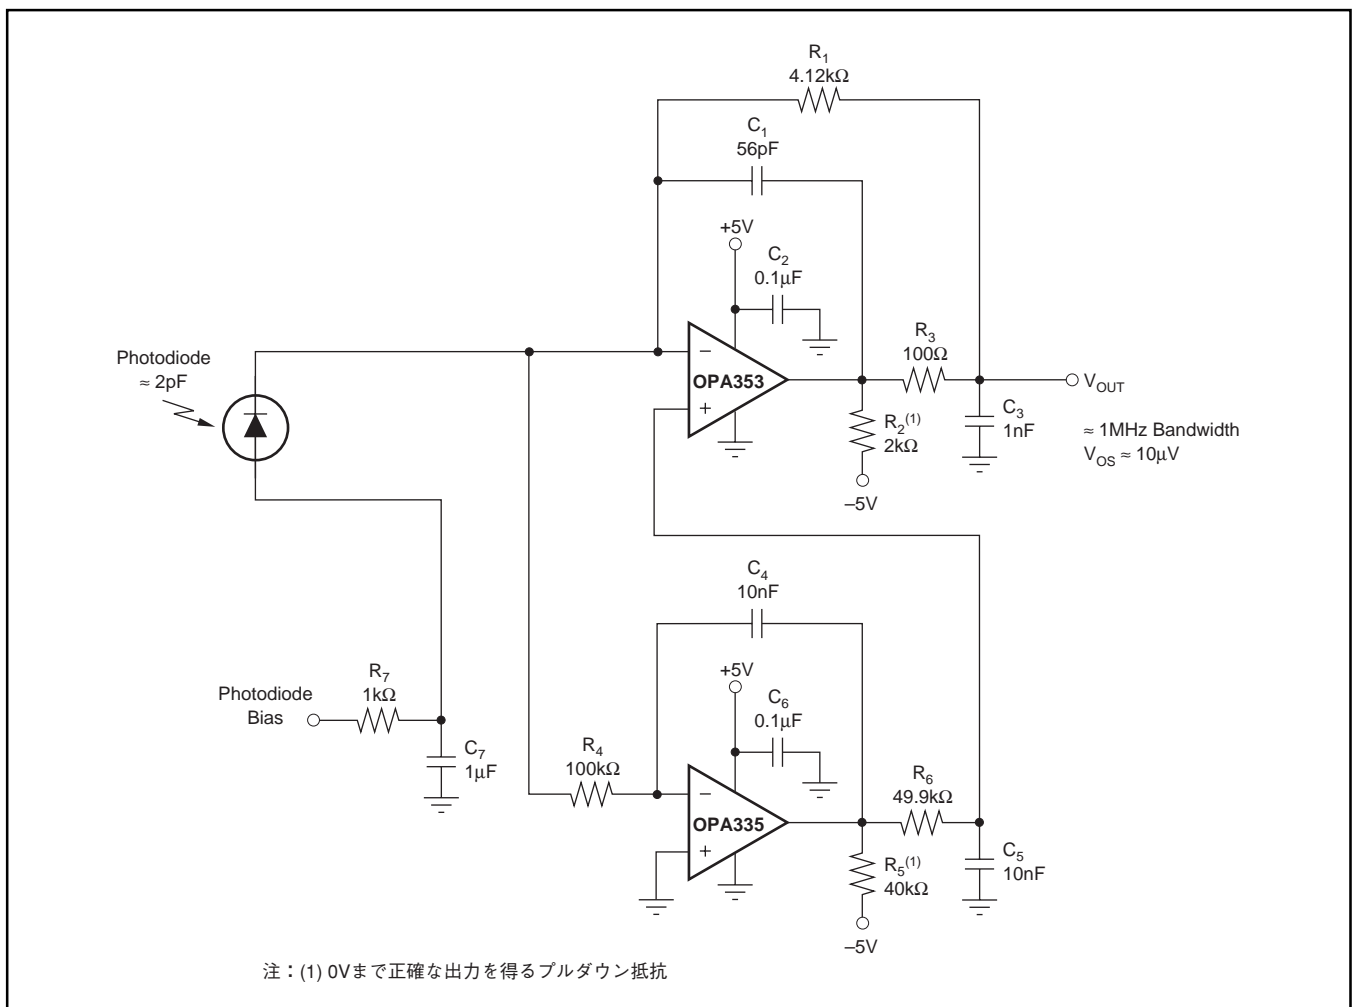 R1
4.12kΩ
C1
56pF
+5V
C2
0.1μF
Photodiode
≈ 2pF
−
OPA353
+
R3
100Ω
VOUT
R2(1)
2kΩ
C3
1nF
≈ 1MHz Bandwidth
VOS ≈ 10μV
–5V
C4
10nF
+5V
R7
1kΩ
Photodiode
Bias
C6
0.1μF
C7
1μF
R4
100kΩ
−
OPA335
+
R6
49.9kΩ
R5(1)
40kΩ
C5
10nF
–5V
注：(1) 0Vまで正確な出力を得るプルダウン抵抗